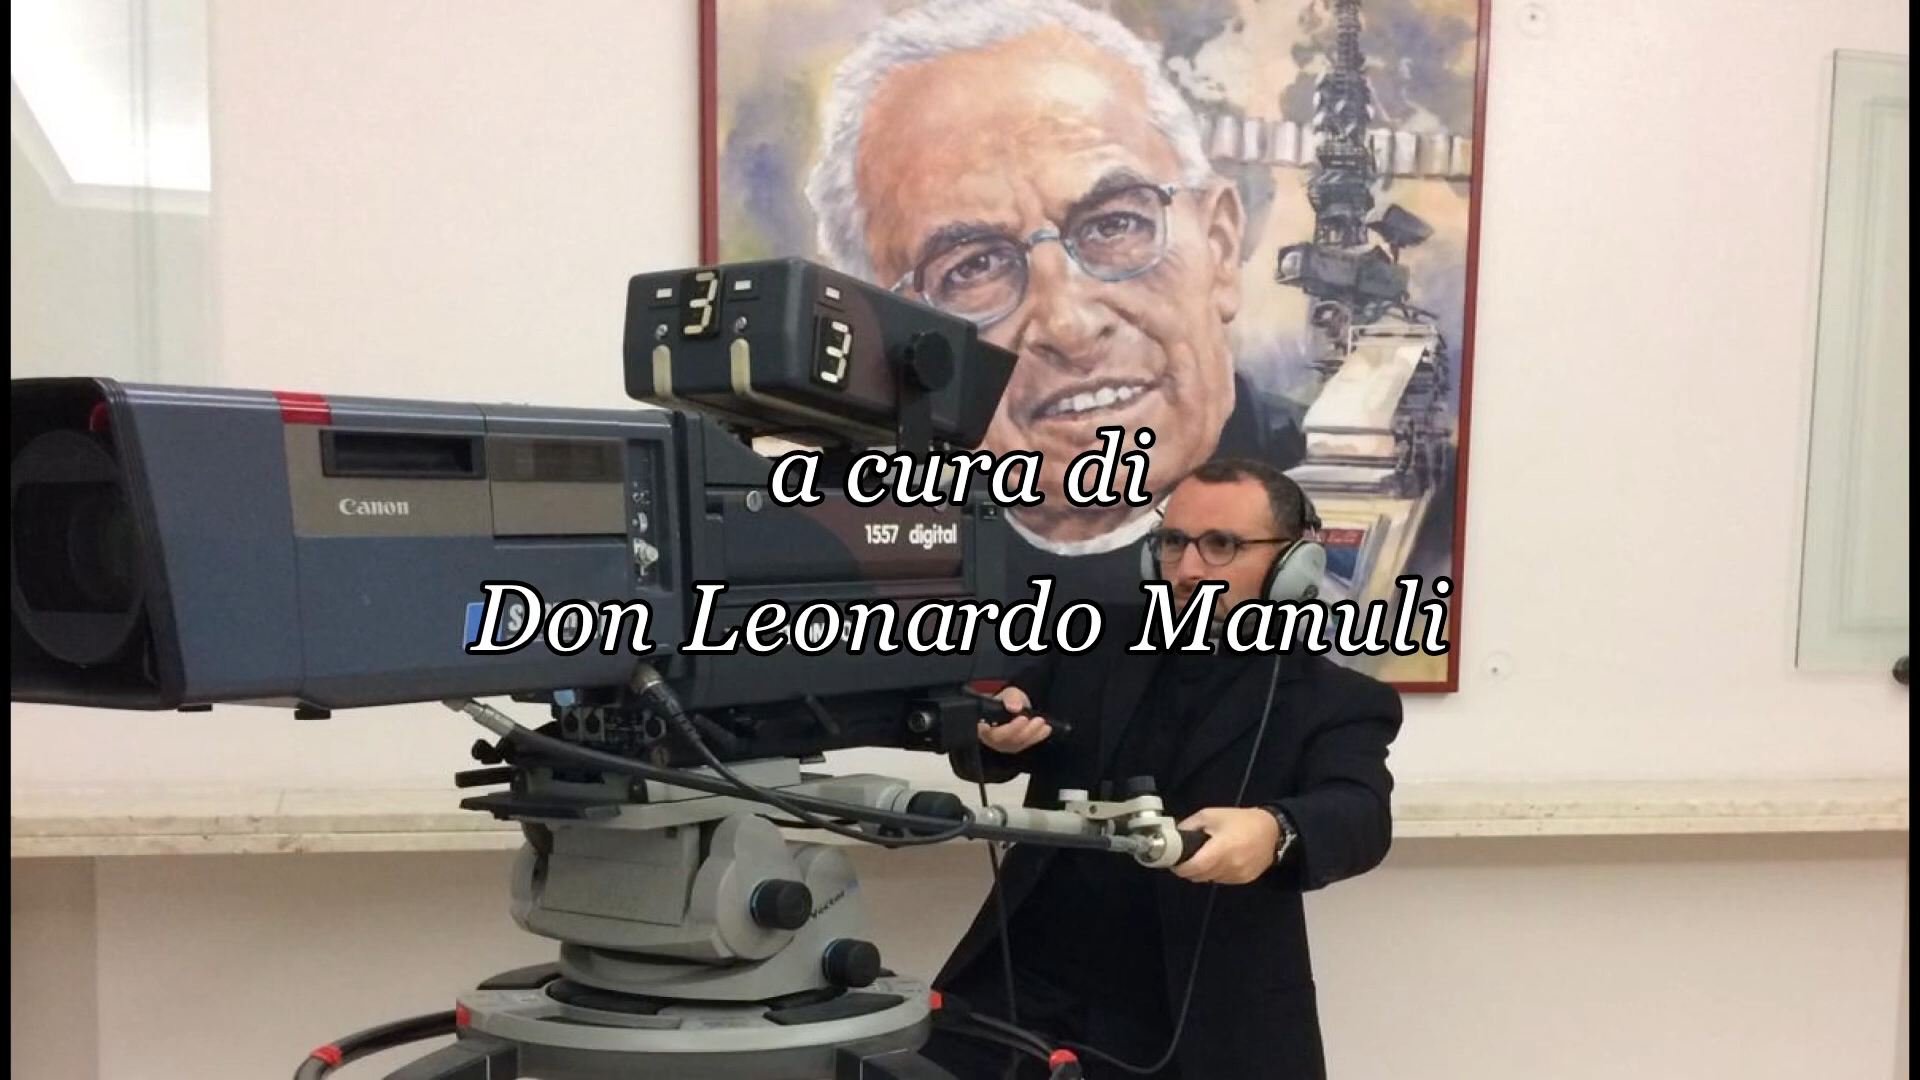 3
3
Canon
a cura di
1557 digital
Don Leonardo Manuli